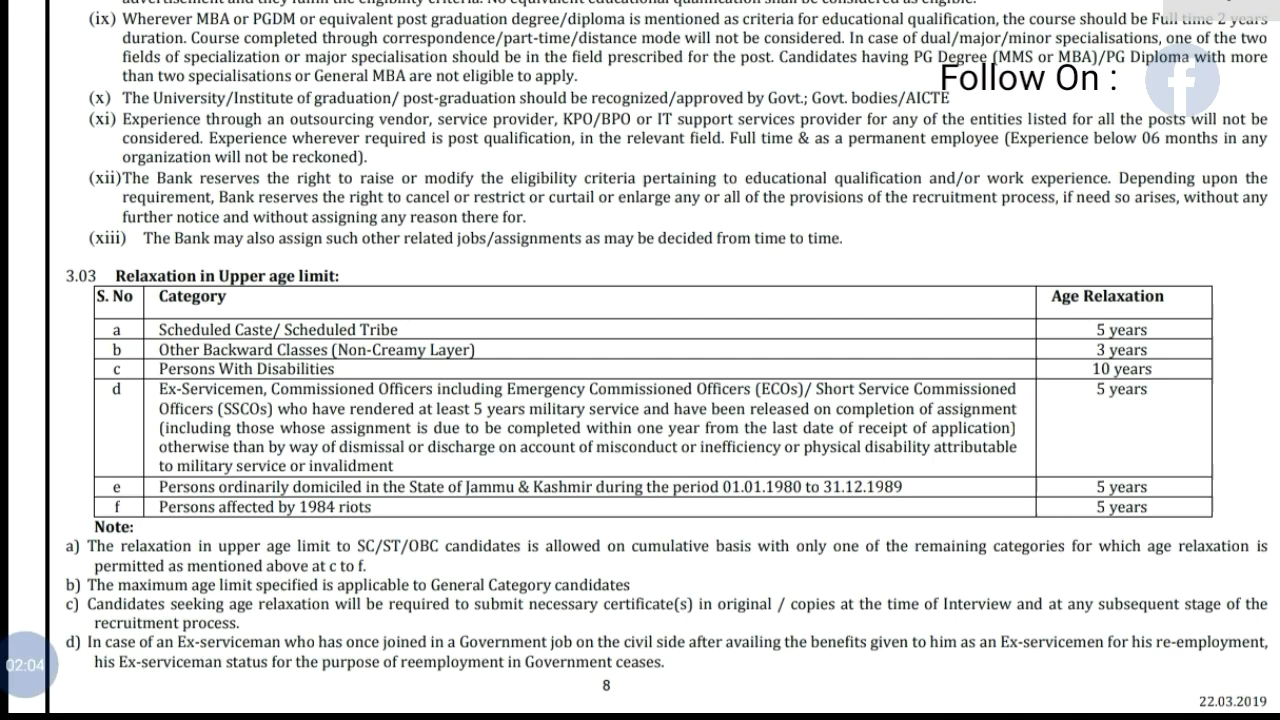 advertisement and they fulfil the eligibility criteria. No equivalent educational qualification shall be considered as eligible.
(ix) Wherever MBA or PGDM or equivalent post graduation degree/diploma is mentioned as criteria for educational qualification, the course should be Full time 2 years
duration. Course completed through correspondence/part-time/distance mode will not be considered. In case of dual/major/minor specialisations, one of the two
fields of specialization or major specialisation should be in the field prescribed for the post. Candidates having PG Degree (MMS or MBA)/PG Diploma with more
than two specialisations or General MBA are not eligible to apply.
Follow On :
f
(x) The University/Institute of graduation/ post-graduation should be recognized/approved by Govt.; Govt. bodies/AICTE
(xi) Experience through an outsourcing vendor, service provider, KPO/BPO or IT support services provider for any of the entities listed for all the posts will not be
considered. Experience wherever required is post qualification, in the relevant field. Full time & as a permanent employee (Experience below 06 months in any
organization will not be reckoned).
(xii)The Bank reserves the right to raise or modify the eligibility criteria pertaining to educational qualification and/or work experience. Depending upon the
requirement, Bank reserves the right to cancel or restrict or curtail or enlarge any or all of the provisions of the recruitment process, if need so arises, without any
further notice and without assigning any reason there for.
(xiii) The Bank may also assign such other related jobs/assignments as may be decided from time to time.
3.03 Relaxation in Upper age limit:
S. No Category Age Relaxation
a Scheduled Caste/ Scheduled Tribe 5 years
b Other Backward Classes (Non-Creamy Layer) 3 years
c Persons With Disabilities 10 years
d Ex-Servicemen, Commissioned Officers including Emergency Commissioned Officers (ECOs)/ Short Service Commissioned 5 years
Officers (SSCOs) who have rendered at least 5 years military service and have been released on completion of assignment
(including those whose assignment is due to be completed within one year from the last date of receipt of application)
otherwise than by way of dismissal or discharge on account of misconduct or inefficiency or physical disability attributable
to military service or invalidment
e Persons ordinarily domiciled in the State of Jammu & Kashmir during the period 01.01.1980 to 31.12.1989 5 years
f Persons affected by 1984 riots 5 years
Note:
a) The relaxation in upper age limit to SC/ST/OBC candidates is allowed on cumulative basis with only one of the remaining categories for which age relaxation is
permitted as mentioned above at c to f.
b) The maximum age limit specified is applicable to General Category candidates
c) Candidates seeking age relaxation will be required to submit necessary certificate(s) in original / copies at the time of Interview and at any subsequent stage of the
recruitment process.
d) In case of an Ex-serviceman who has once joined in a Government job on the civil side after availing the benefits given to him as an Ex-servicemen for his re-employment,
his Ex-serviceman status for the purpose of reemployment in Government ceases.
02:04
8
22.03.2019